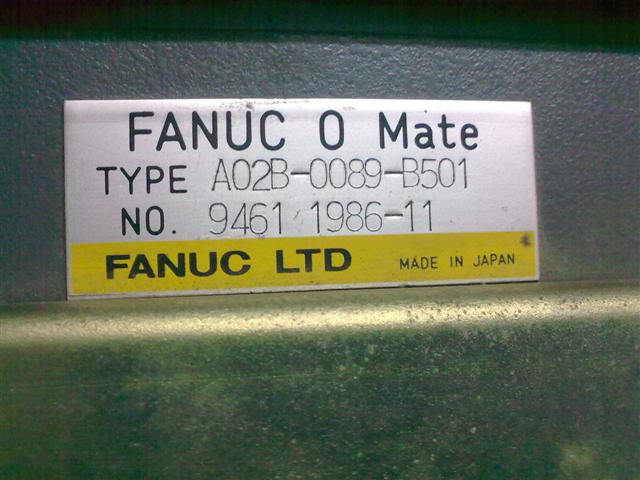 FANUC 0 Mate
TYPE A02B-0089-B501
NO. 9461 1986-11
FANUC LTD MADE IN JAPAN